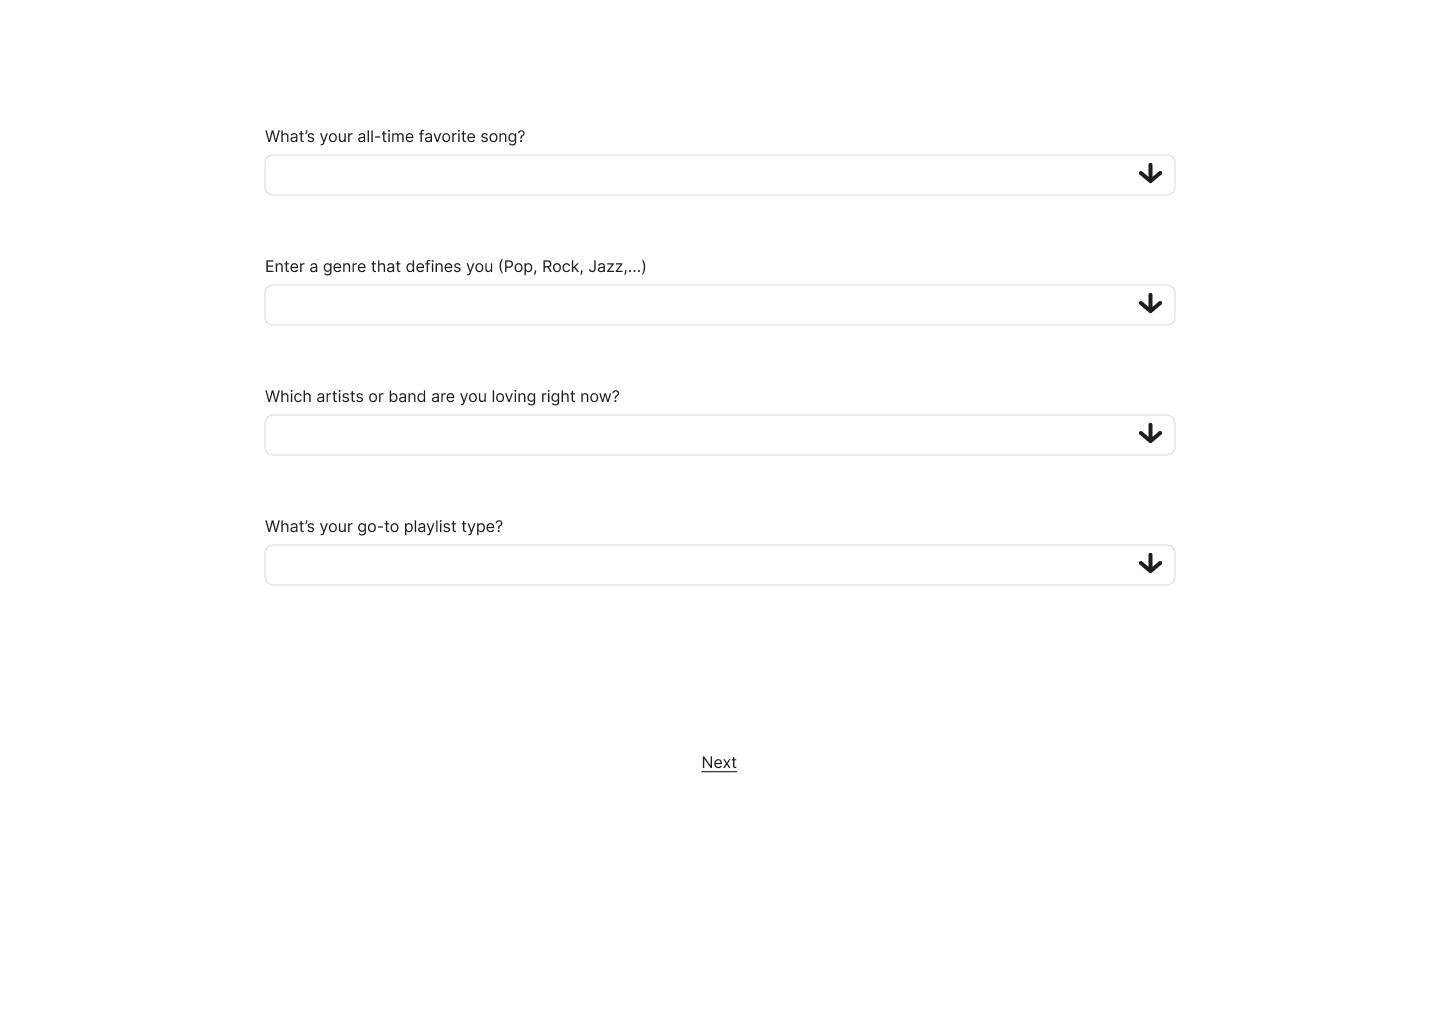 What’s your all-time favorite song?
Enter a genre that defines you (Pop, Rock, Jazz,...)
Which artists or band are you loving right now?
What’s your go-to playlist type?
Next